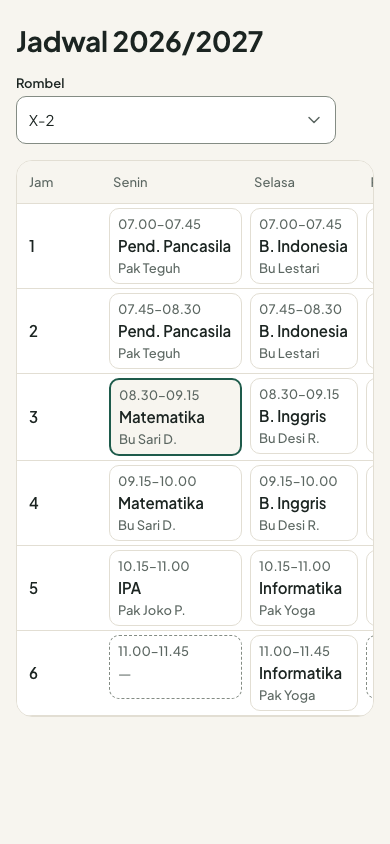 Jadwal 2026/2027
Rombel
X-2
Jam Senin Selasa
1
07.00–07.45
Pend. Pancasila
Pak Teguh
07.00–07.45
B. Indonesia
Bu Lestari
2
07.45–08.30
Pend. Pancasila
Pak Teguh
07.45–08.30
B. Indonesia
Bu Lestari
3
08.30–09.15
Matematika
Bu Sari D.
08.30–09.15
B. Inggris
Bu Desi R.
4
09.15–10.00
Matematika
Bu Sari D.
09.15–10.00
B. Inggris
Bu Desi R.
5
10.15–11.00
IPA
Pak Joko P.
10.15–11.00
Informatika
Pak Yoga
6
11.00–11.45
—
11.00–11.45
Informatika
Pak Yoga